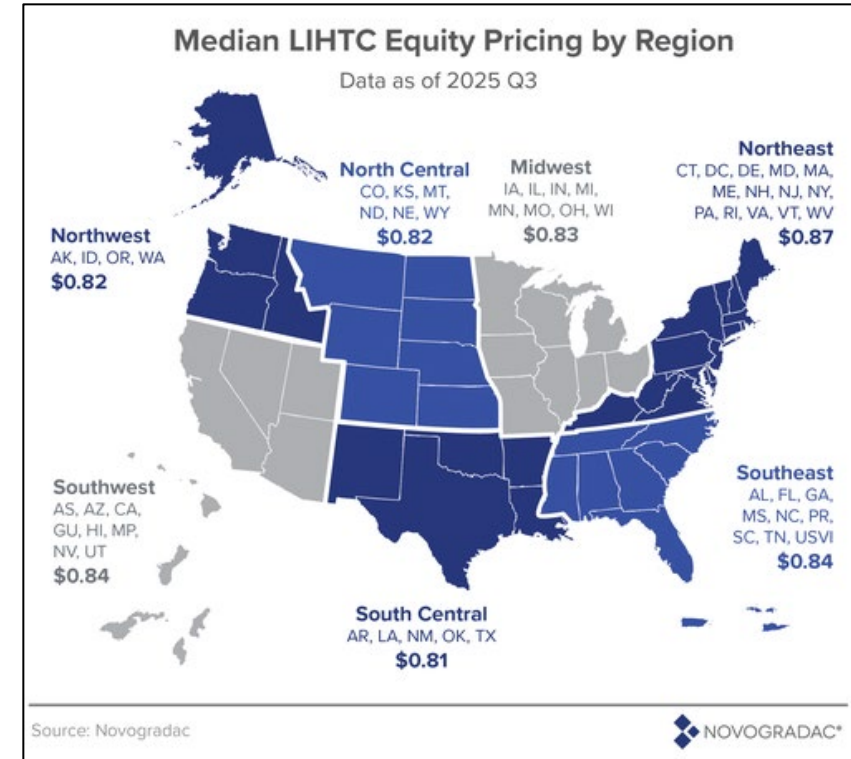 Median LIHTC Equity Pricing by Region
Data as of 2025 Q3
North Central
CO, KS, MT,
ND, NE, WY
$0.82
Midwest
IA, IL, IN, MI,
MN, MO, OH, WI
$0.83
Northeast
CT, DC, DE, MD, MA,
ME, NH, NJ, NY,
PA, RI, VA, VT, WV
$0.87
Northwest
AK, ID, OR, WA
$0.82
Southwest
AS, AZ, CA,
GU, HI, MP,
NV, UT
$0.84
Southeast
AL, FL, GA,
MS, NC, PR,
SC, TN, USVI
$0.84
South Central
AR, LA, NM, OK, TX
$0.81
Source: Novogradac
NOVOGRADAC®